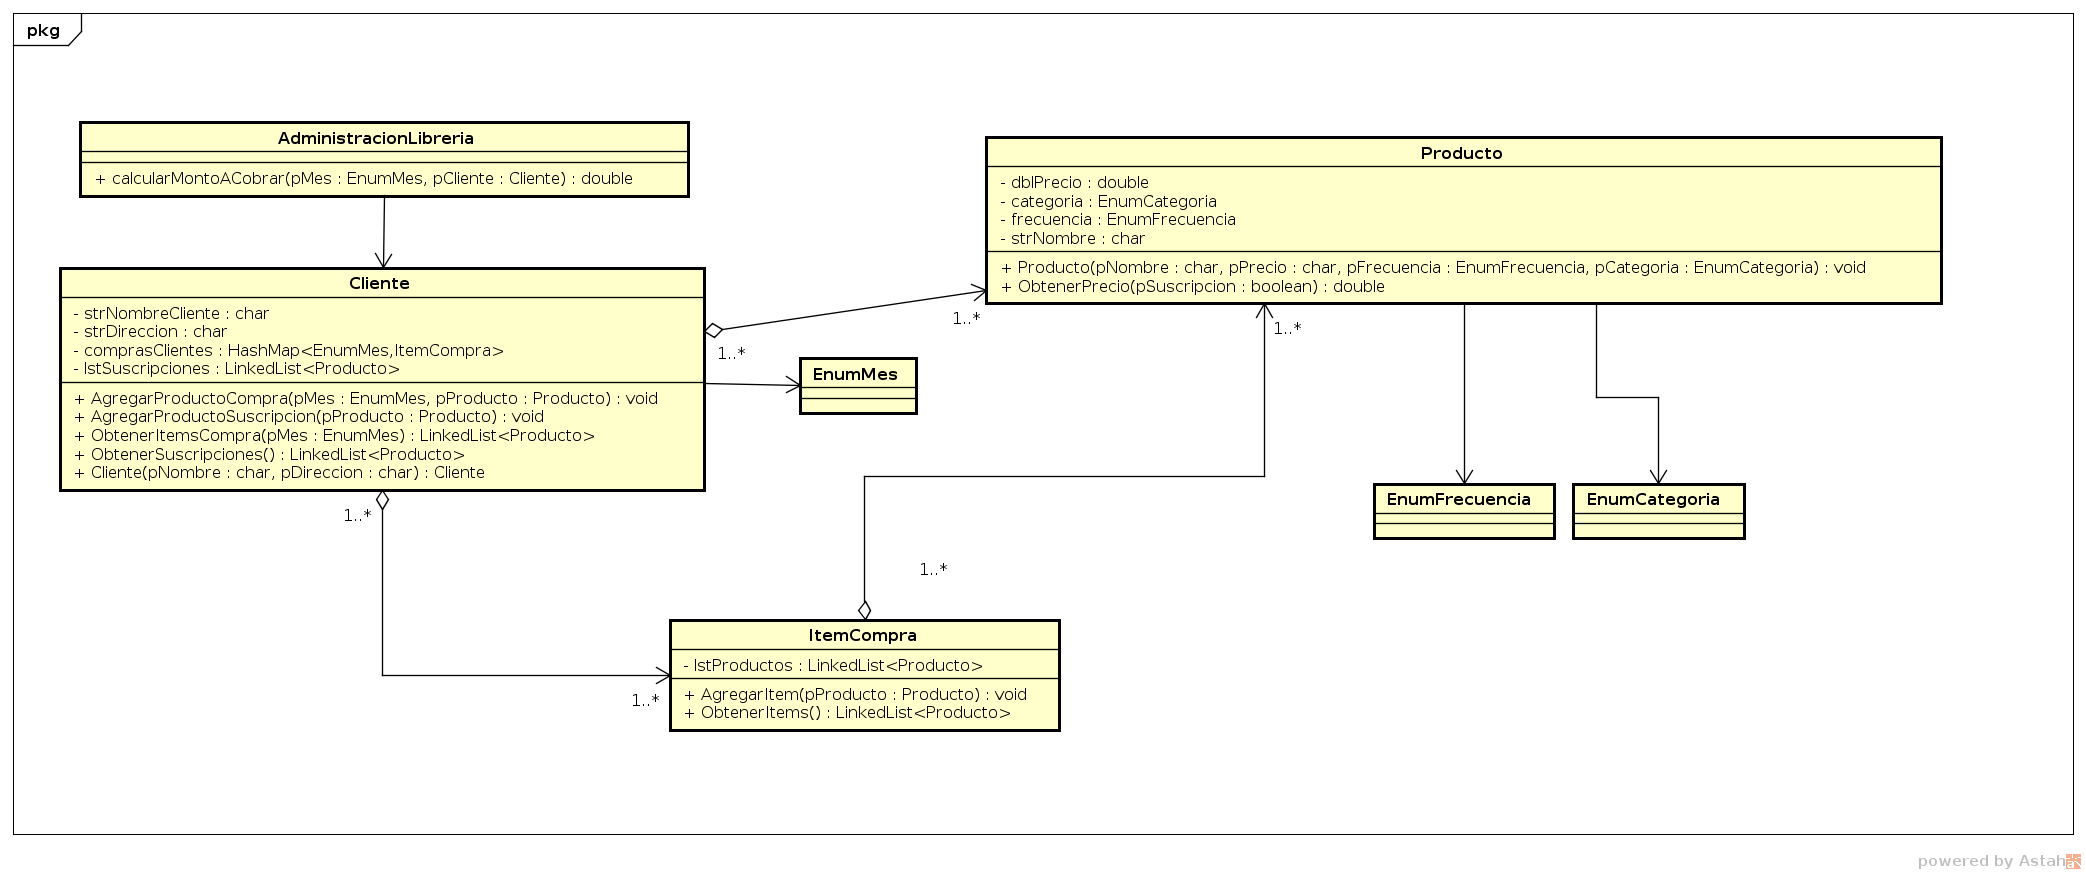 pkg
AdministracionLibreria
+ calcularMontoACobrar(pMes : EnumMes, pCliente : Cliente) : double
Producto
- dblPrecio : double
- categoria : EnumCategoria
- frecuencia : EnumFrecuencia
- strNombre : char
+ Producto(pNombre : char, pPrecio : char, pFrecuencia : EnumFrecuencia, pCategoria : EnumCategoria) : void
+ ObtenerPrecio(pSuscripcion : boolean) : double
Cliente
- strNombreCliente : char
- strDireccion : char
- comprasClientes : HashMap<EnumMes,ItemCompra>
- lstSuscripciones : LinkedList<Producto>
+ AgregarProductoCompra(pMes : EnumMes, pProducto : Producto) : void
+ AgregarProductoSuscripcion(pProducto : Producto) : void
+ ObtenerItemsCompra(pMes : EnumMes) : LinkedList<Producto>
+ ObtenerSuscripciones() : LinkedList<Producto>
+ Cliente(pNombre : char, pDireccion : char) : Cliente
1..*
1..*
1..*
EnumMes
EnumFrecuencia
EnumCategoria
1..*
1..*
1..*
ItemCompra
- lstProductos : LinkedList<Producto>
+ AgregarItem(pProducto : Producto) : void
+ ObtenerItems() : LinkedList<Producto>
powered by Astah